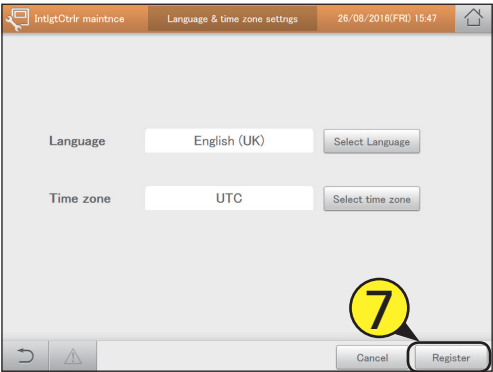 IntlgtCtrlr maintnce Language & time zone settngs 26/08/2016(FRI) 15:47
Language English (UK) Select Language
Time zone UTC Select time zone
7
Cancel Register